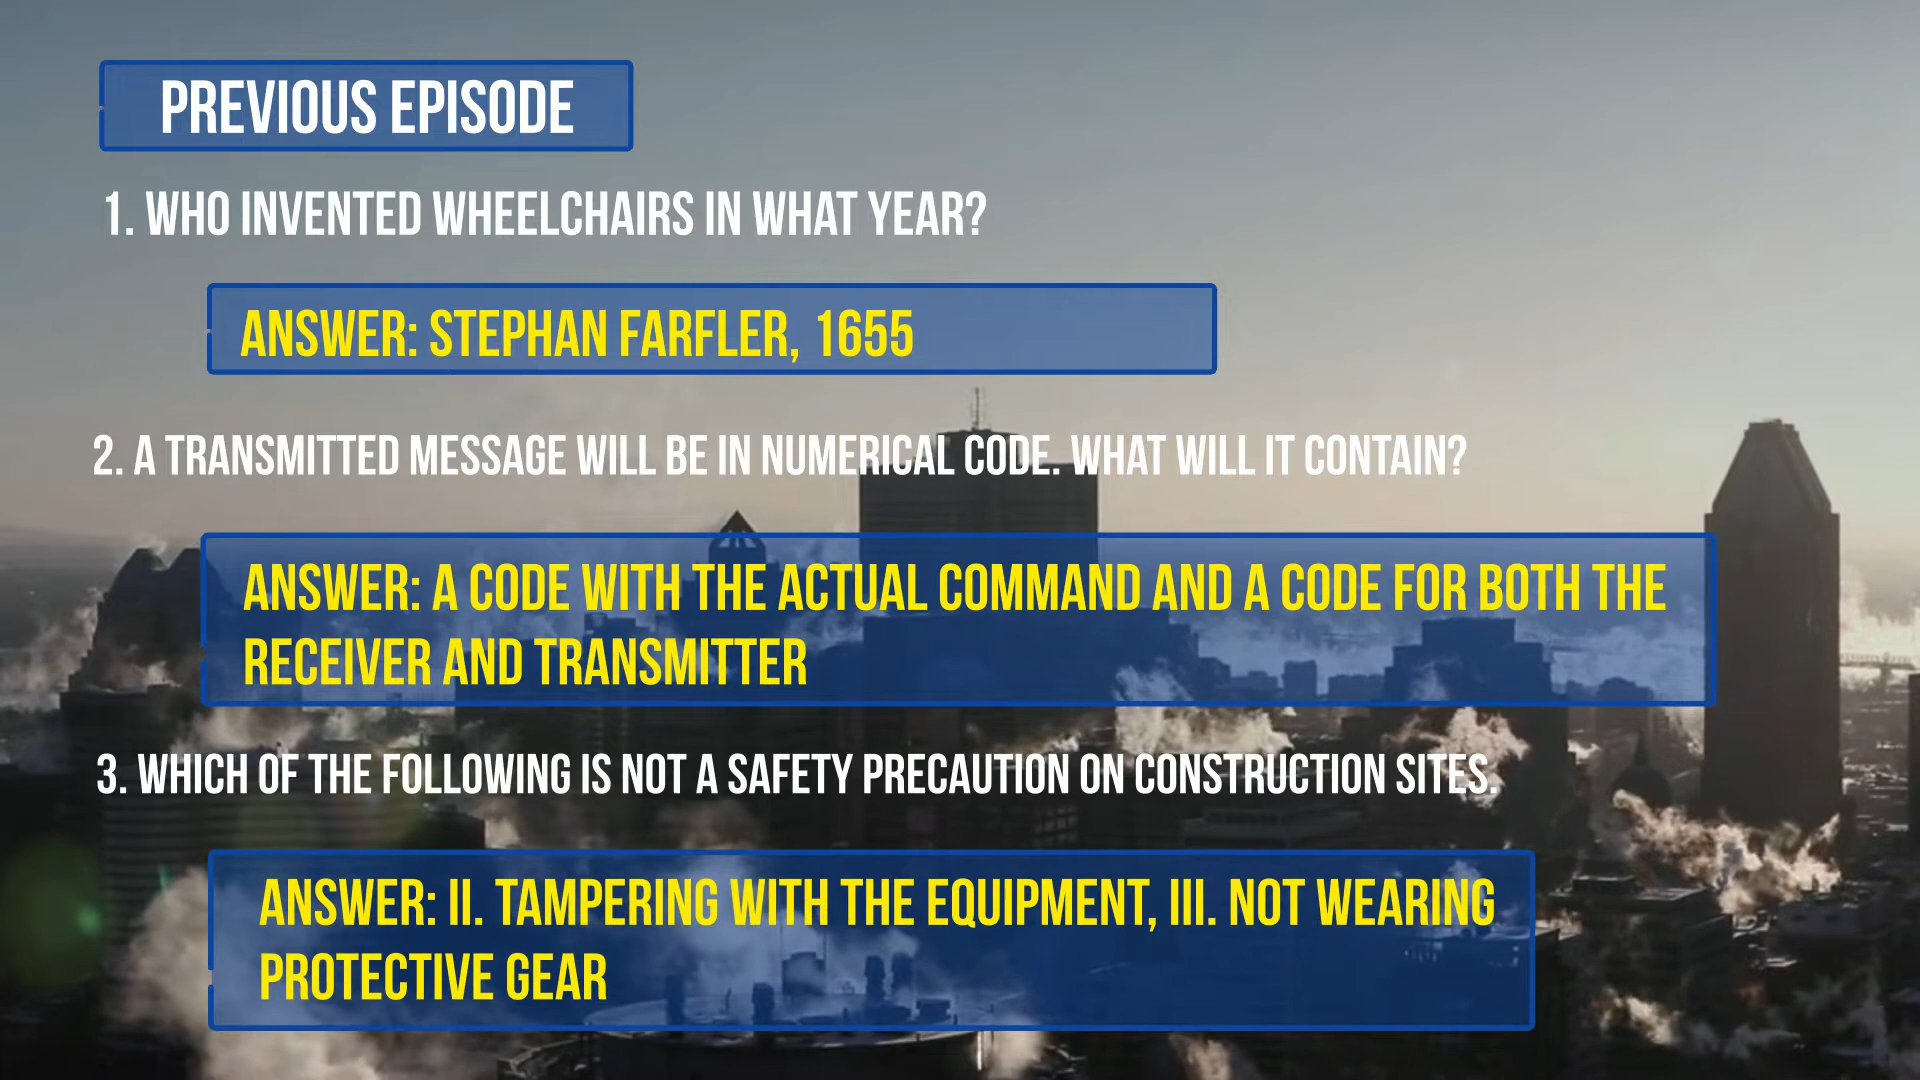 PREVIOUS EPISODE
1. WHO INVENTED WHEELCHAIRS IN WHAT YEAR?
ANSWER: STEPHAN FARFLER, 1655
2. A TRANSMITTED MESSAGE WILL BE IN NUMERICAL CODE. WHAT WILL IT CONTAIN?
ANSWER: A CODE WITH THE ACTUAL COMMAND AND A CODE FOR BOTH THE
RECEIVER AND TRANSMITTER
3. WHICH OF THE FOLLOWING IS NOT A SAFETY PRECAUTION ON CONSTRUCTION SITES.
ANSWER: II. TAMPERING WITH THE EQUIPMENT, III. NOT WEARING
PROTECTIVE GEAR